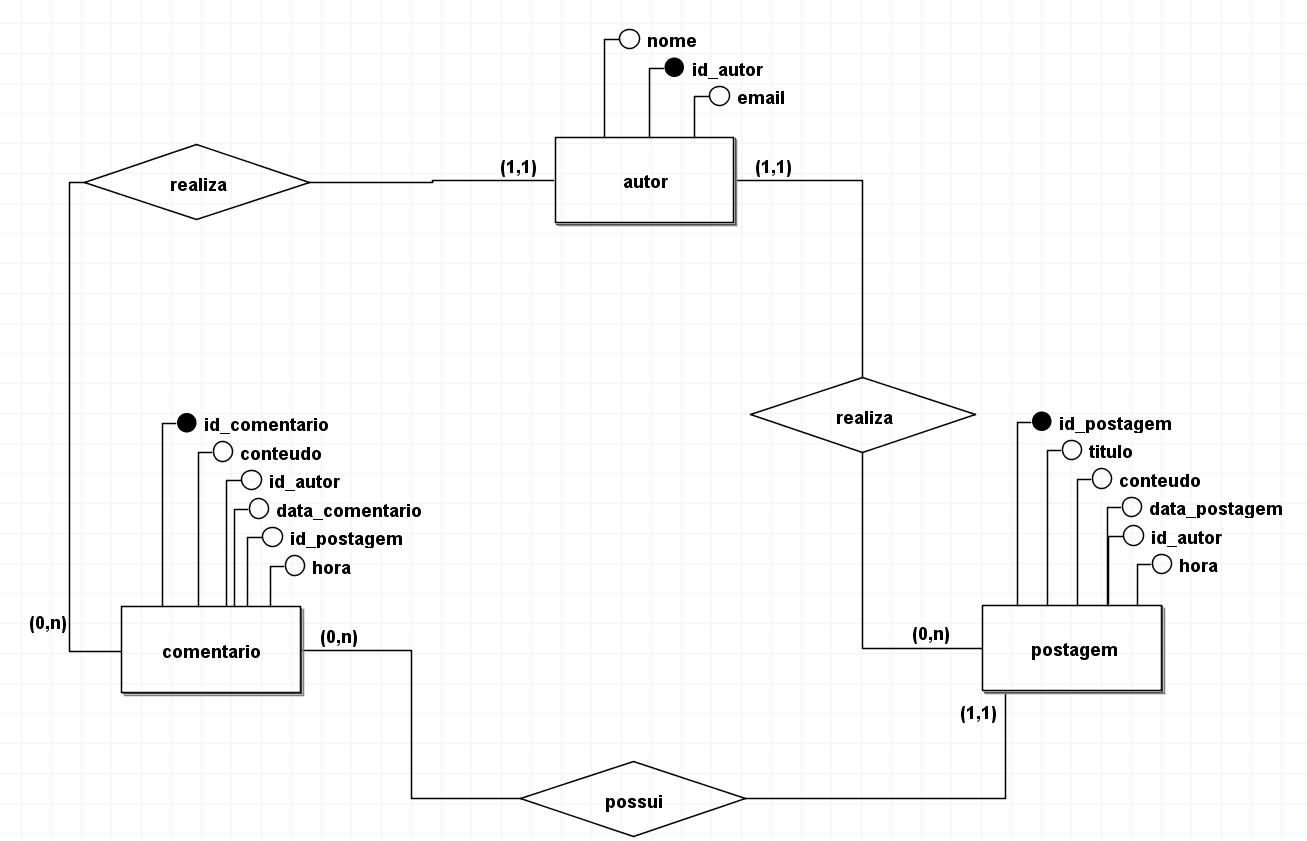 nome
id_autor
email
(1,1)
(1,1)
realiza
autor
realiza
id_comentario
conteudo
id_autor
data_comentario
id_postagem
hora
id_postagem
titulo
conteudo
data_postagem
id_autor
hora
(0,n)
(0,n)
(0,n)
comentario
postagem
(1,1)
possui